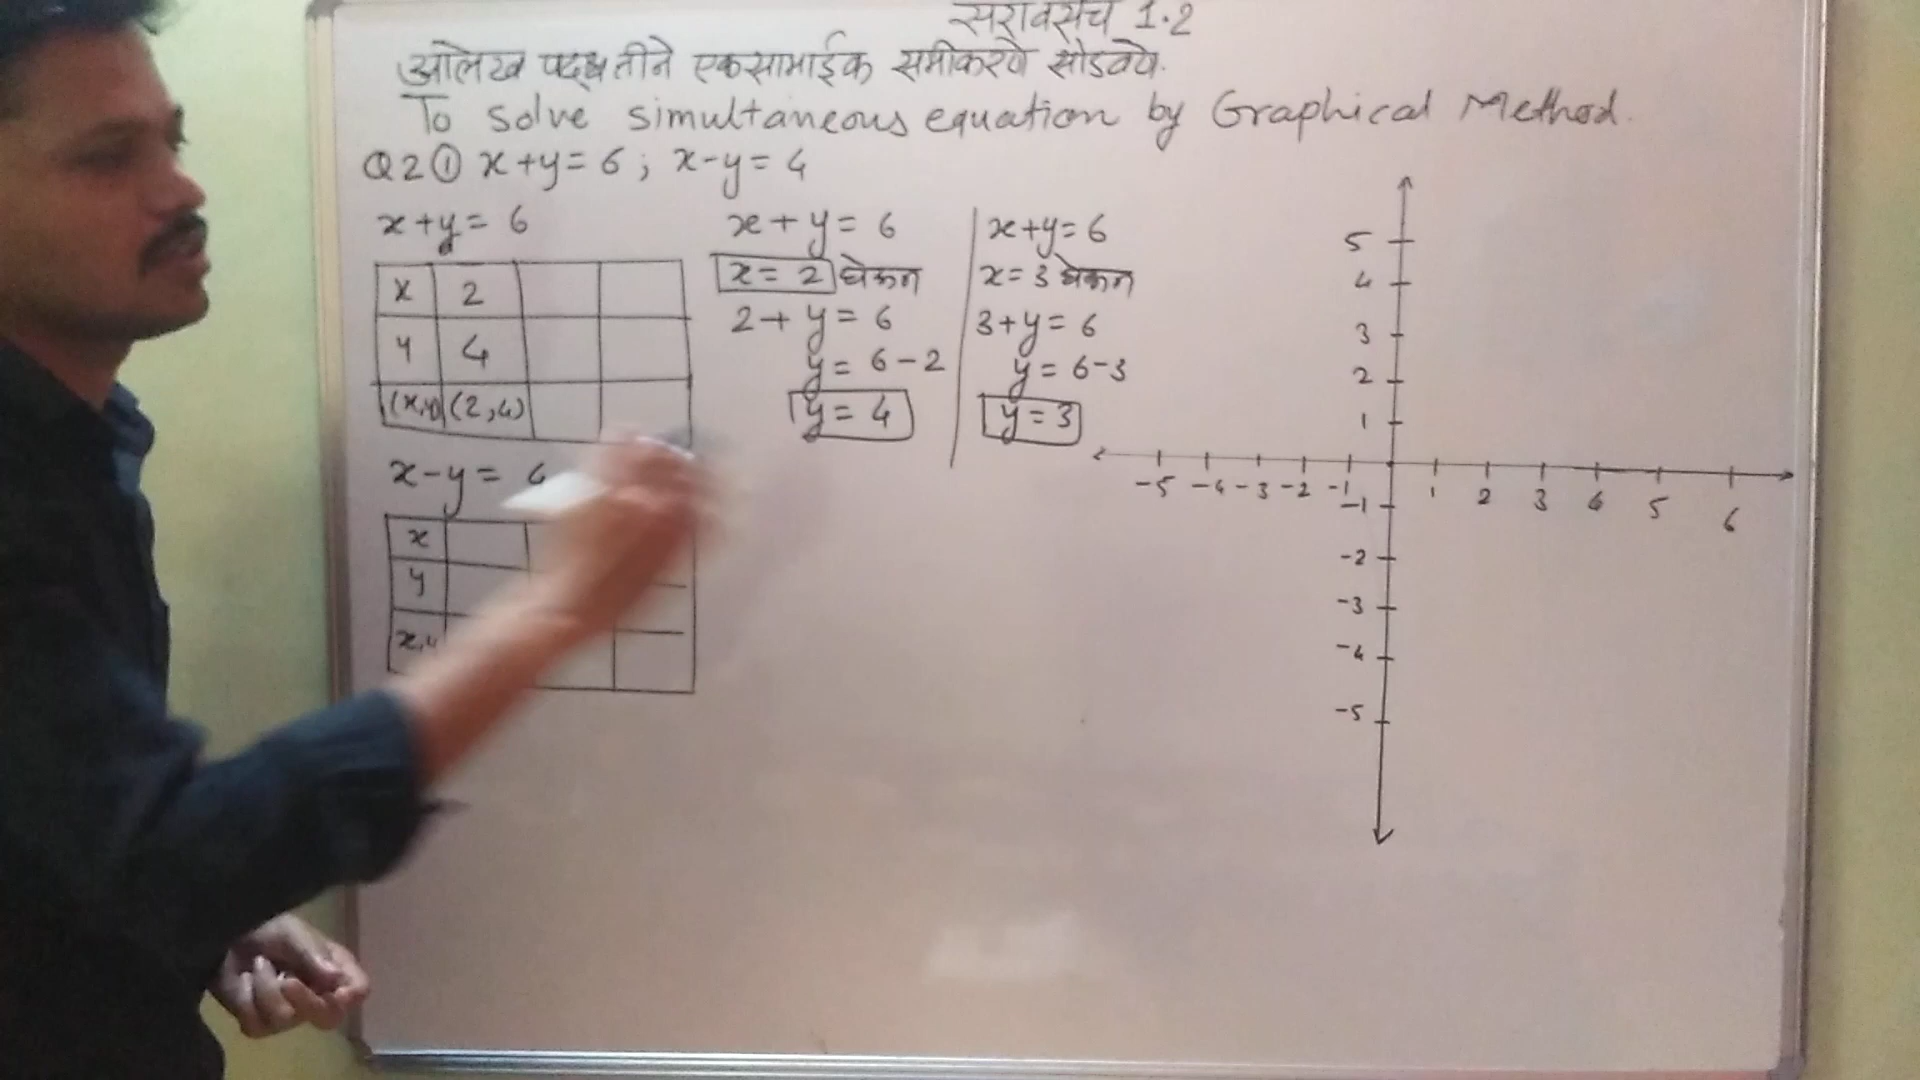 सरावसंच 1.2
आलेख पद्धतीने एकसामाईक समीकरणे सोडवणे.
To solve simultaneous equation by Graphical Method.
Q2① x+y=6; x-y=4
x+y=6
x 2
y 4
(x,y) (2,4)
x-y=4
x
y
x,y
x+y=6
x=2 घेऊन
2+y=6
y=6-2
y=4
x+y=6
x=3 घेऊन
3+y=6
y=6-3
y=3
5
4
3
2
1
-5 -4 -3 -2 -1 1 2 3 4 5 6
-1
-2
-3
-4
-5